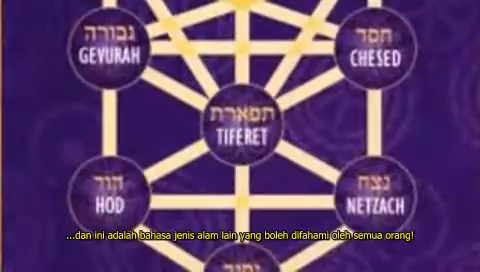 גבורה
GEVURAH
חסד
CHESED
תפארת
TIFERET
הוד
HOD
נצח
NETZACH
...dan ini adalah bahasa jenis alam lain yang boleh difahami oleh semua orang!
יסוד